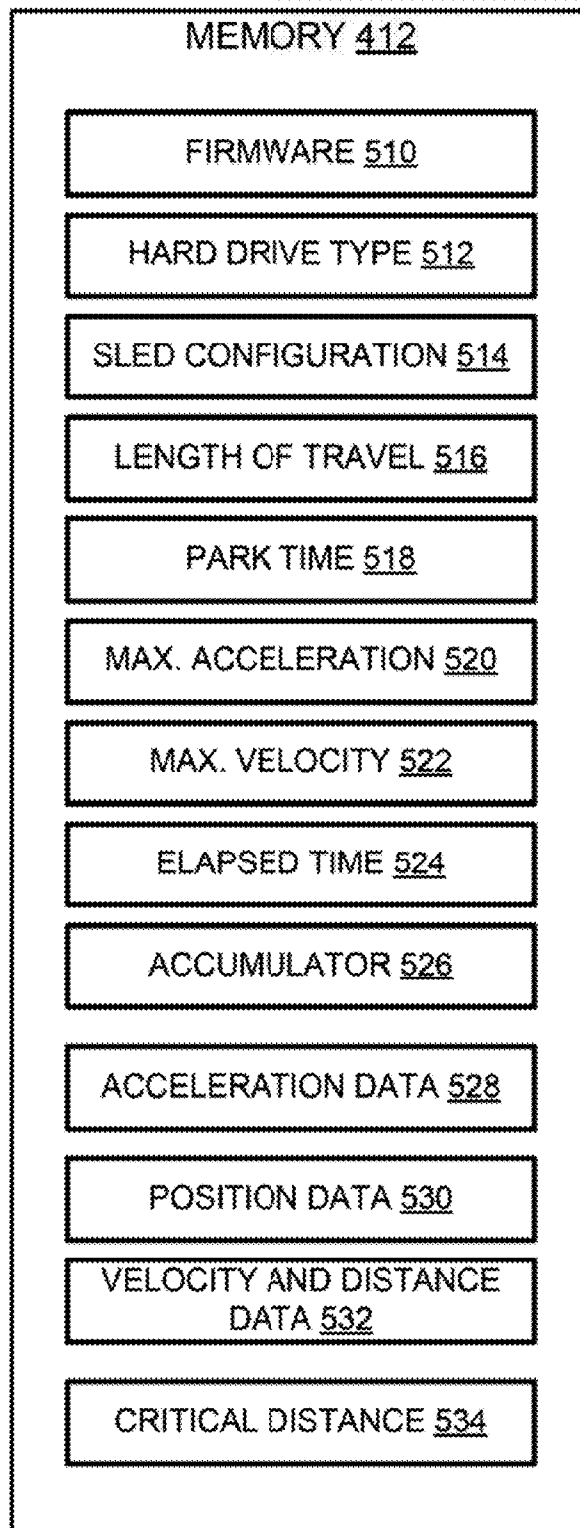 MEMORY 412
FIRMWARE 510
HARD DRIVE TYPE 512
SLED CONFIGURATION 514
LENGTH OF TRAVEL 516
PARK TIME 518
MAX. ACCELERATION 520
MAX. VELOCITY 522
ELAPSED TIME 524
ACCUMULATOR 526
ACCELERATION DATA 528
POSITION DATA 530
VELOCITY AND DISTANCE
DATA 532
CRITICAL DISTANCE 534